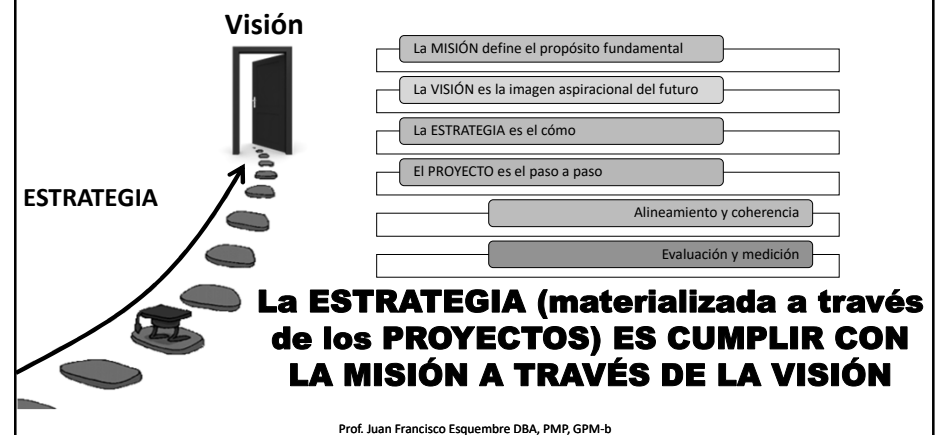 Visión
ESTRATEGIA
La MISIÓN define el propósito fundamental
La VISIÓN es la imagen aspiracional del futuro
La ESTRATEGIA es el cómo
El PROYECTO es el paso a paso
Alineamiento y coherencia
Evaluación y medición
La ESTRATEGIA (materializada a través
de los PROYECTOS) ES CUMPLIR CON
LA MISIÓN A TRAVÉS DE LA VISIÓN
Prof. Juan Francisco Esquembre DBA, PMP, GPM-b